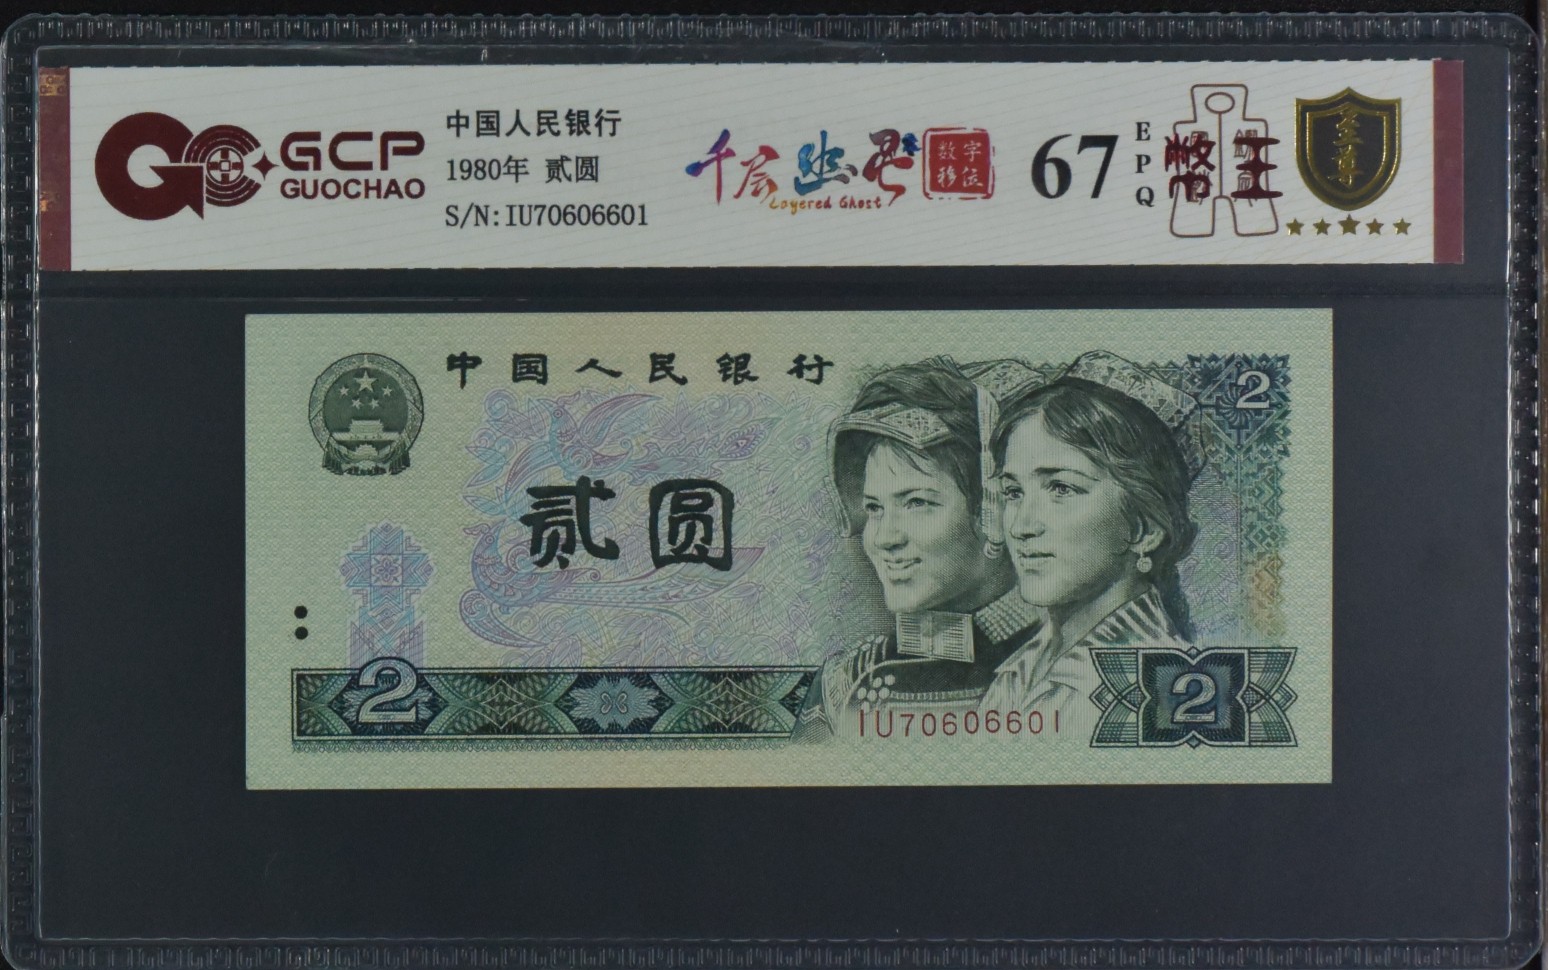 GCP
GUOCHAO
中国人民银行
1980年 贰圆
S/N:IU70606601
千层幽灵
Layered Ghost
数字
移位
67
EPQ
至尊
中国人民银行
2
贰圆
2
IU70606601
2